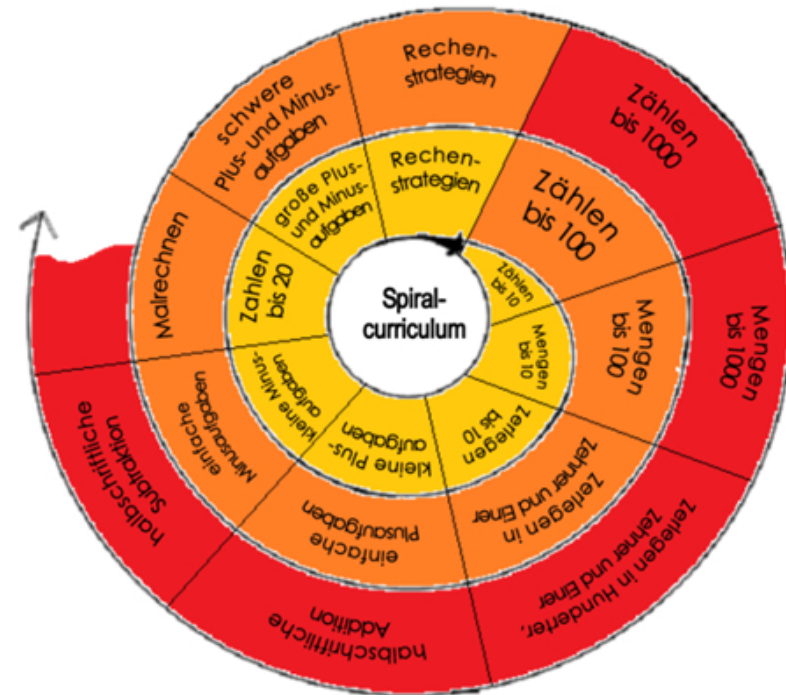 Spiral-
curriculum
Zählen
bis 10
Mengen
bis 10
Zerlegen
bis 10
kleine Plus-
aufgaben
kleine Minus-
aufgaben
Zahlen
bis 20
große Plus-
und Minus-
aufgaben
Rechen-
strategien
Zählen
bis 100
Mengen
bis 100
Zerlegen in
Zehner und Einer
einfache
Plusaufgaben
einfache
Minusaufgaben
Malrechnen
schwere
Plus- und Minus-
aufgaben
Rechen-
strategien
Zählen
bis 1000
Mengen
bis 1000
Zerlegen in Hunderter,
Zehner und Einer
halbschriftliche
Addition
halbschriftliche
Subtraktion